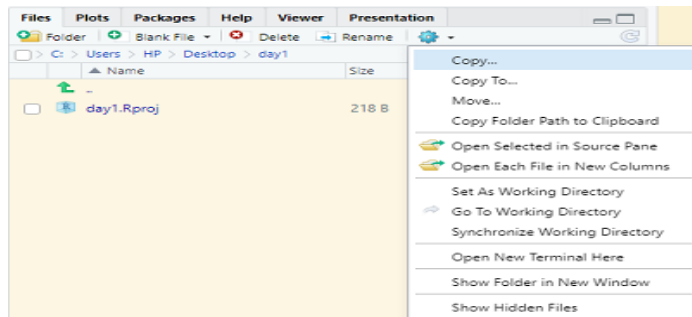 Files Plots Packages Help Viewer Presentation
Folder Blank File Delete Rename
C: > Users > HP > Desktop > day1
Name Size
..
day1.Rproj 218 B
Copy...
Copy To...
Move...
Copy Folder Path to Clipboard
Open Selected in Source Pane
Open Each File in New Columns
Set As Working Directory
Go To Working Directory
Synchronize Working Directory
Open New Terminal Here
Show Folder in New Window
Show Hidden Files